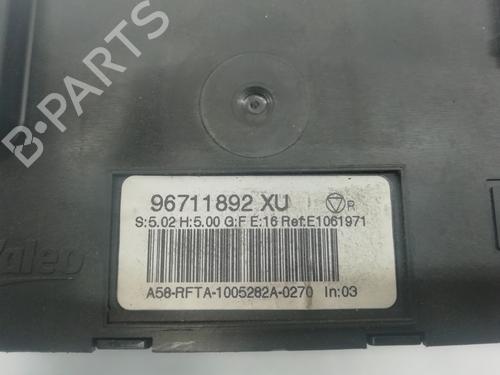 B-PARTS
96711892 XU R
S:5.02 H:5.00 G:F E:16 Ref:E1061971
Valeo
A58-RFTA-1005282A-0270 In:03